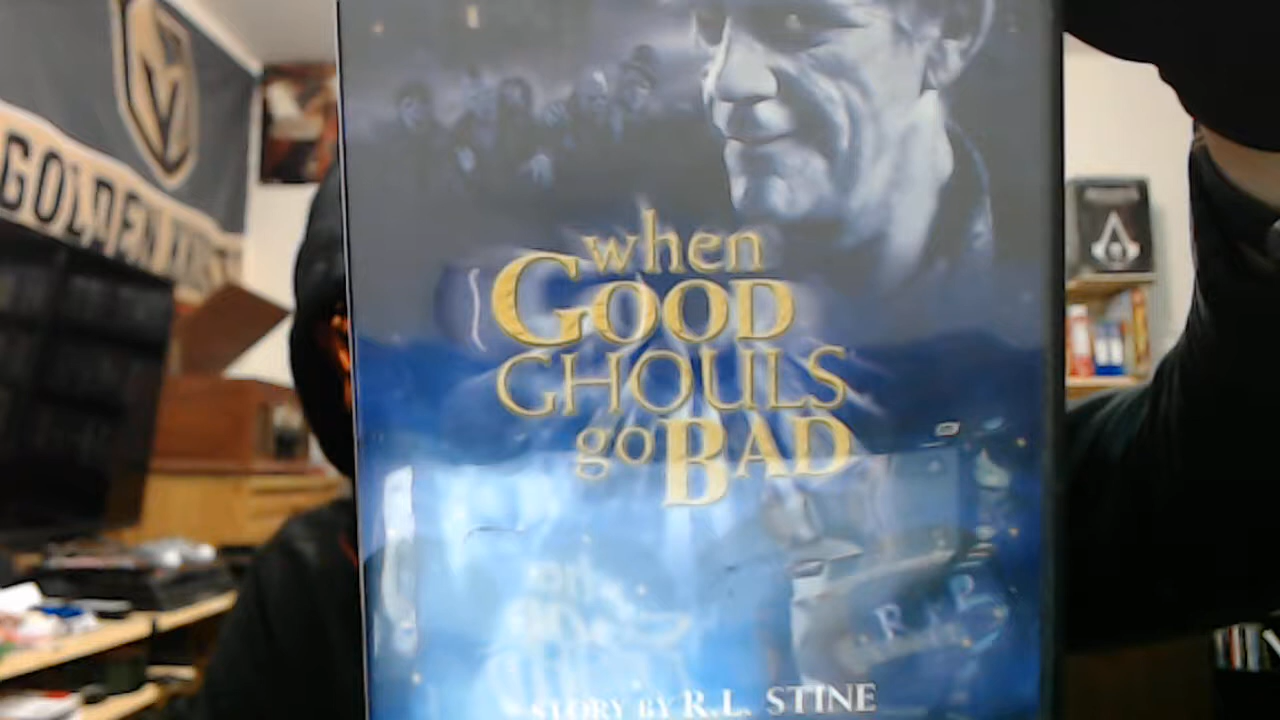 GOLDEN
when
GOOD
GHOULS
go BAD
R I P
STORY BY R.L. STINE